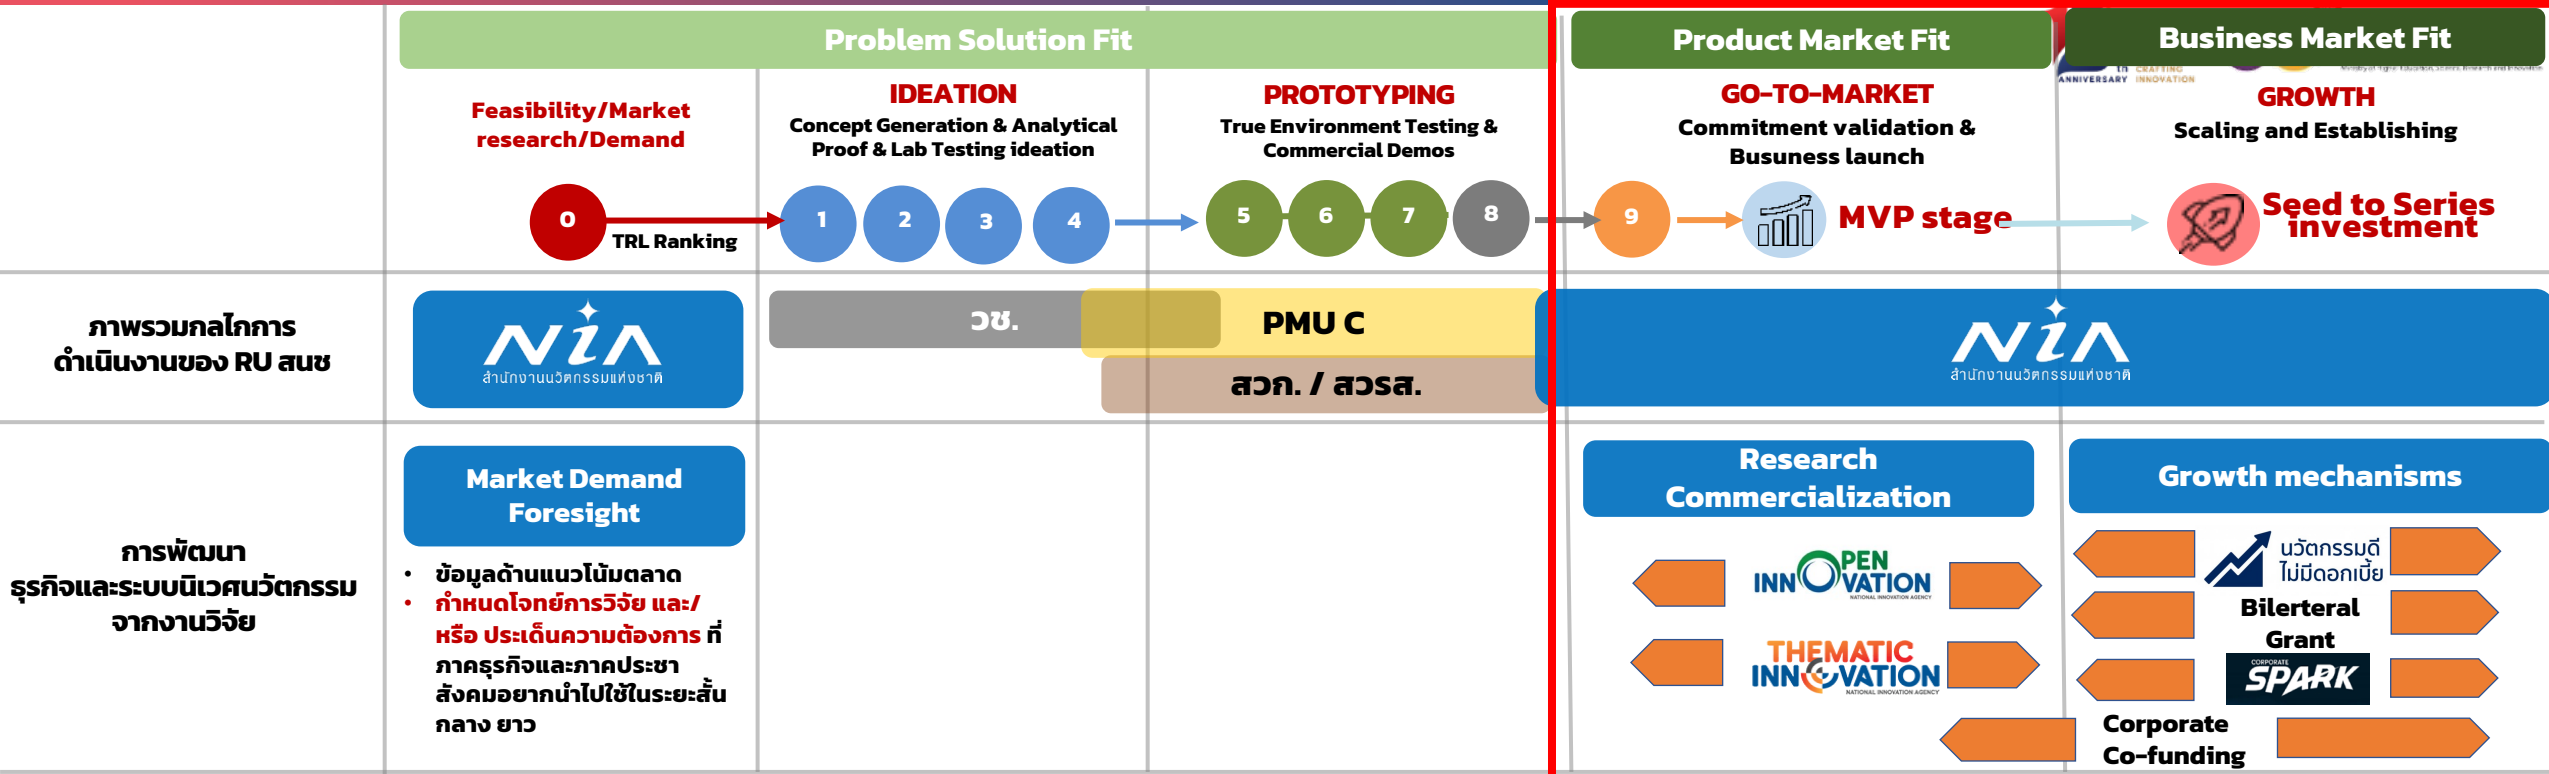 Problem Solution Fit
Product Market Fit
Business Market Fit
th
ANNIVERSARY
CRAFTING
INNOVATION
Feasibility/Market
research/Demand
IDEATION
Concept Generation & Analytical
Proof & Lab Testing ideation
PROTOTYPING
True Environment Testing &
Commercial Demos
GO-TO-MARKET
Commitment validation &
Busuness launch
GROWTH
Scaling and Establishing
0
TRL Ranking
1
2
3
4
5
6
7
8
9
MVP stage
Seed to Series
investment
ภาพรวมกลไกการ
ดำเนินงานของ RU สนช
NiA
สำนักงานนวัตกรรมแห่งชาติ
วช.
PMU C
สวก. / สวรส.
NiA
สำนักงานนวัตกรรมแห่งชาติ
การพัฒนา
ธุรกิจและระบบนิเวศนวัตกรรม
จากงานวิจัย
Market Demand
Foresight
• ข้อมูลด้านแนวโน้มตลาด
• กำหนดโจทย์การวิจัย และ/
หรือ ประเด็นความต้องการ ที่
ภาคธุรกิจและภาคประชา
สังคมอยากนำไปใช้ในระยะสั้น
กลาง ยาว
Research
Commercialization
OPEN
INNOVATION
NATIONAL INNOVATION AGENCY
THEMATIC
INNOVATION
NATIONAL INNOVATION AGENCY
Growth mechanisms
นวัตกรรมดี
ไม่มีดอกเบี้ย
Bilerteral
Grant
CORPORATE
SPARK
Corporate
Co-funding